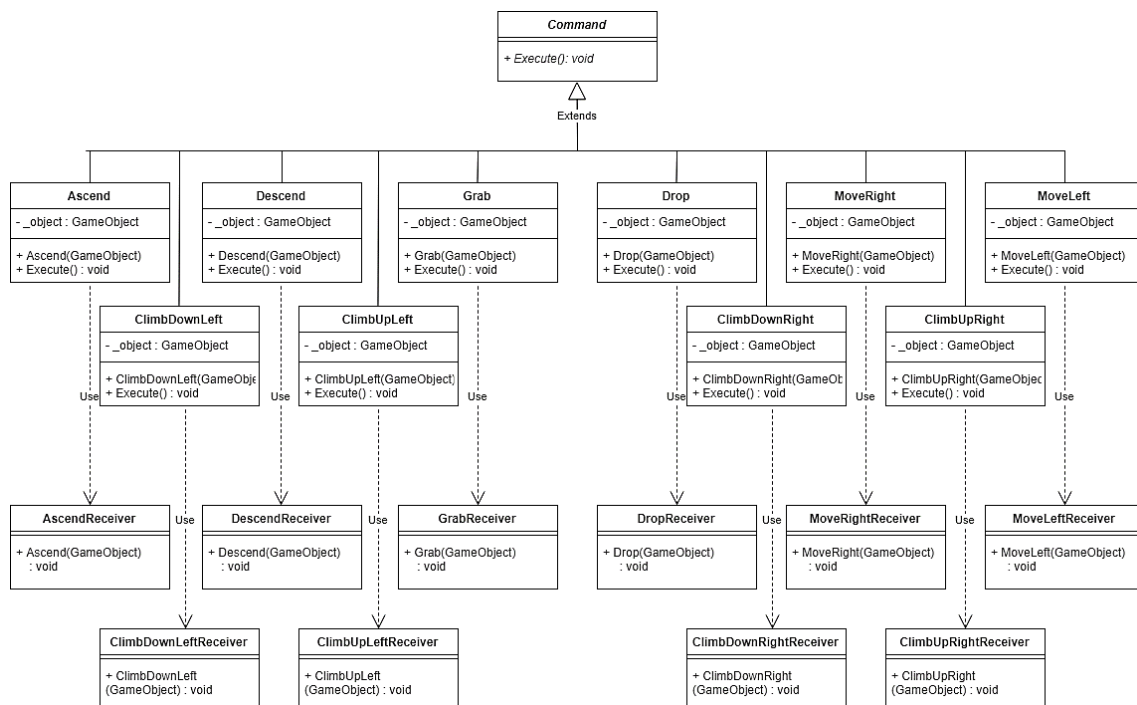 Command
+ Execute(): void
Extends
Ascend
- _object : GameObject
+ Ascend(GameObject)
+ Execute() : void
Descend
- _object : GameObject
+ Descend(GameObject)
+ Execute() : void
Grab
- _object : GameObject
+ Grab(GameObject)
+ Execute() : void
Drop
- _object : GameObject
+ Drop(GameObject)
+ Execute() : void
MoveRight
- _object : GameObject
+ MoveRight(GameObject)
+ Execute() : void
MoveLeft
- _object : GameObject
+ MoveLeft(GameObject)
+ Execute() : void
ClimbDownLeft
- _object : GameObject
+ ClimbDownLeft(GameObje
+ Execute() : void
ClimbUpLeft
- _object : GameObject
+ ClimbUpLeft(GameObject)
+ Execute() : void
ClimbDownRight
- _object : GameObject
+ ClimbDownRight(GameOb
+ Execute() : void
ClimbUpRight
- _object : GameObject
+ ClimbUpRight(GameObjec
+ Execute() : void
Use
Use
Use
Use
Use
Use
AscendReceiver
+ Ascend(GameObject)
: void
DescendReceiver
+ Descend(GameObject)
: void
GrabReceiver
+ Grab(GameObject)
: void
DropReceiver
+ Drop(GameObject)
: void
MoveRightReceiver
+ MoveRight(GameObject)
: void
MoveLeftReceiver
+ MoveLeft(GameObject)
: void
Use
Use
Use
Use
ClimbDownLeftReceiver
+ ClimbDownLeft
(GameObject) : void
ClimbUpLeftReceiver
+ ClimbUpLeft
(GameObject) : void
ClimbDownRightReceiver
+ ClimbDownRight
(GameObject) : void
ClimbUpRightReceiver
+ ClimbUpRight
(GameObject) : void